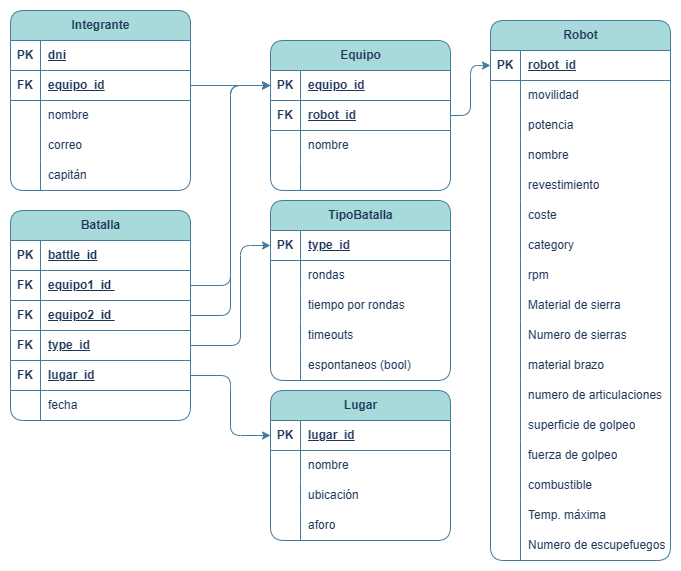 Integrante
PK dni
FK equipo_id
nombre
correo
capitán
Batalla
PK battle_id
FK equipo1_id
FK equipo2_id
FK type_id
FK lugar_id
fecha
Equipo
PK equipo_id
FK robot_id
nombre
TipoBatalla
PK type_id
rondas
tiempo por rondas
timeouts
espontaneos (bool)
Lugar
PK lugar_id
nombre
ubicación
aforo
Robot
PK robot_id
movilidad
potencia
nombre
revestimiento
coste
category
rpm
Material de sierra
Numero de sierras
material brazo
numero de articulaciones
superficie de golpeo
fuerza de golpeo
combustible
Temp. máxima
Numero de escupefuegos